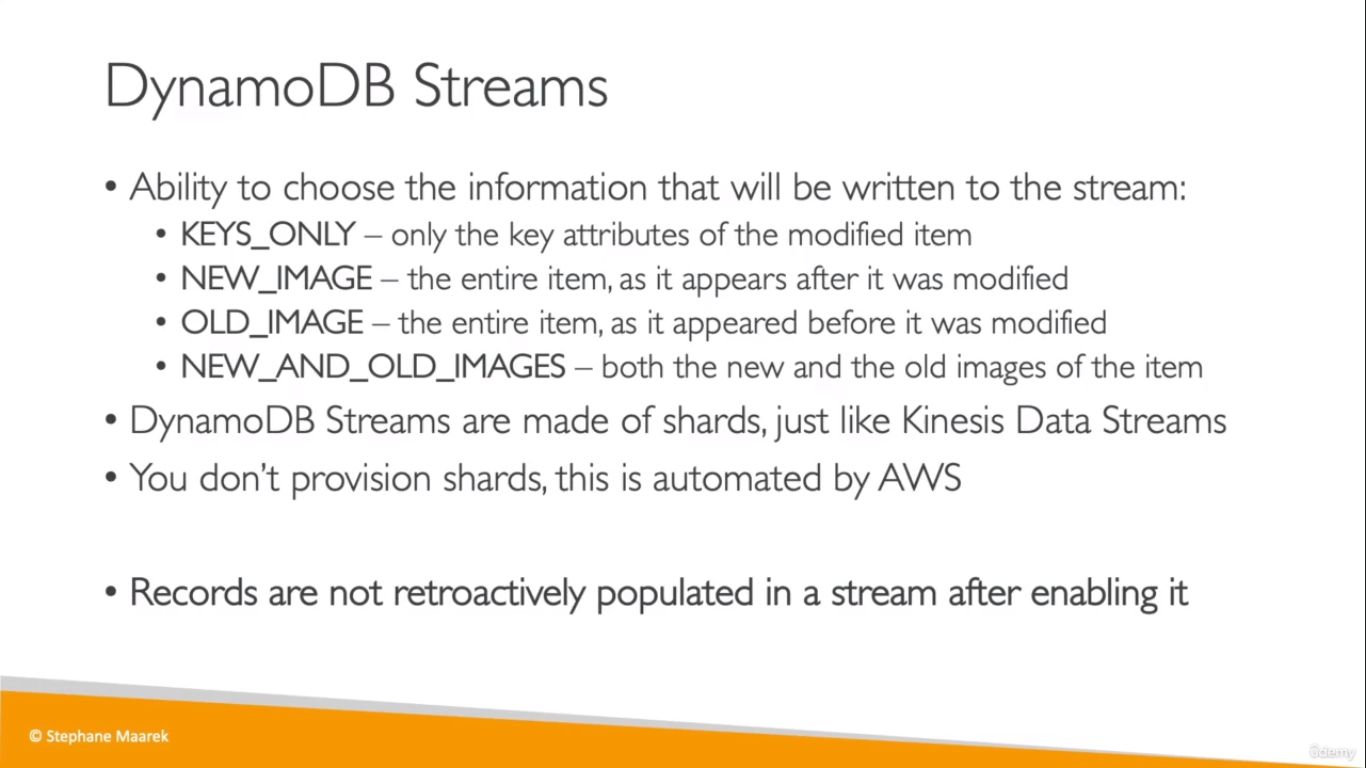 DynamoDB Streams
• Ability to choose the information that will be written to the stream:
• KEYS_ONLY – only the key attributes of the modified item
• NEW_IMAGE – the entire item, as it appears after it was modified
• OLD_IMAGE – the entire item, as it appeared before it was modified
• NEW_AND_OLD_IMAGES – both the new and the old images of the item
• DynamoDB Streams are made of shards, just like Kinesis Data Streams
• You don’t provision shards, this is automated by AWS
• Records are not retroactively populated in a stream after enabling it
© Stephane Maarek
ûdemy